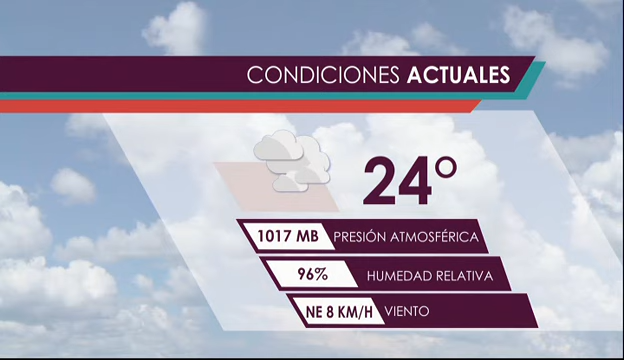 CONDICIONES ACTUALES
24°
1017 MB PRESIÓN ATMOSFÉRICA
96% HUMEDAD RELATIVA
NE 8 KM/H VIENTO